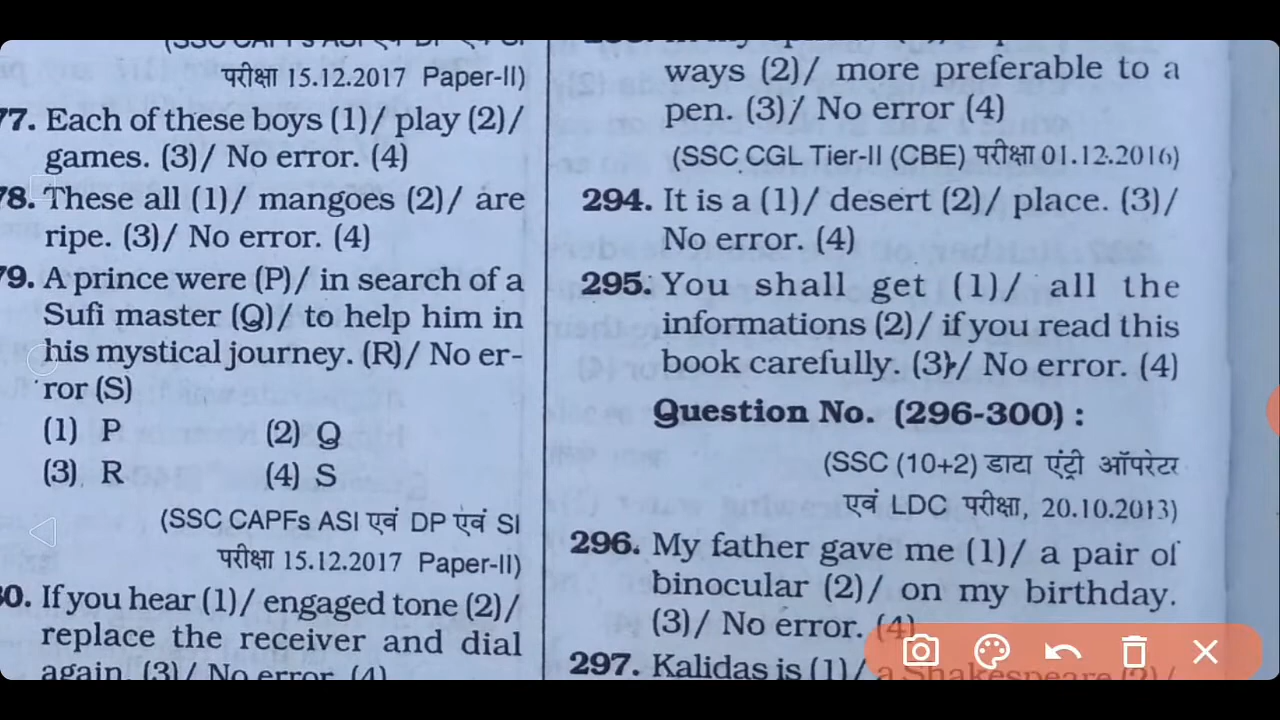 परीक्षा 15.12.2017 Paper-II)
77. Each of these boys (1)/ play (2)/
games. (3)/ No error. (4)
78. These all (1)/ mangoes (2)/ are
ripe. (3)/ No error. (4)
79. A prince were (P)/ in search of a
Sufi master (Q)/ to help him in
his mystical journey. (R)/ No er-
ror (S)
(1) P (2) Q
(3) R (4) S
(SSC CAPFs ASI एवं DP एवं SI
परीक्षा 15.12.2017 Paper-II)
80. If you hear (1)/ engaged tone (2)/
replace the receiver and dial
again. (3)/ No error. (4)
ways (2)/ more preferable to a
pen. (3)/ No error (4)
(SSC CGL Tier-II (CBE) परीक्षा 01.12.2016)
294. It is a (1)/ desert (2)/ place. (3)/
No error. (4)
295. You shall get (1)/ all the
informations (2)/ if you read this
book carefully. (3)/ No error. (4)
Question No. (296-300) :
(SSC (10+2) डाटा एंट्री ऑपरेटर
एवं LDC परीक्षा, 20.10.2013)
296. My father gave me (1)/ a pair of
binocular (2)/ on my birthday.
(3)/ No error. (4)
297. Kalidas is (1)/ a Shakespeare (2)/